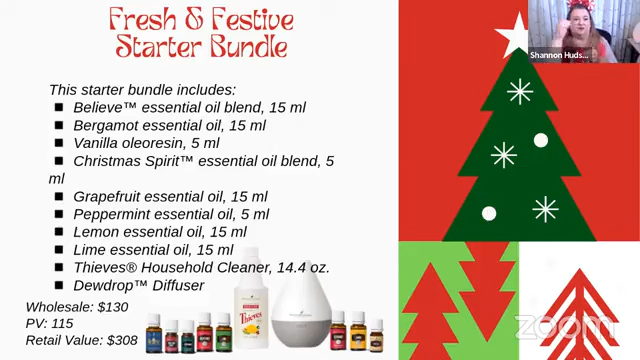 Fresh & Festive
Starter Bundle
Shannon Huds...
This starter bundle includes:
■ Believe™ essential oil blend, 15 ml
■ Bergamot essential oil, 15 ml
■ Vanilla oleoresin, 5 ml
■ Christmas Spirit™ essential oil blend, 5
ml
■ Grapefruit essential oil, 15 ml
■ Peppermint essential oil, 5 ml
■ Lemon essential oil, 15 ml
■ Lime essential oil, 15 ml
■ Thieves® Household Cleaner, 14.4 oz.
■ Dewdrop™ Diffuser
Wholesale: $130
PV: 115
Retail Value: $308
Thieves
zoom